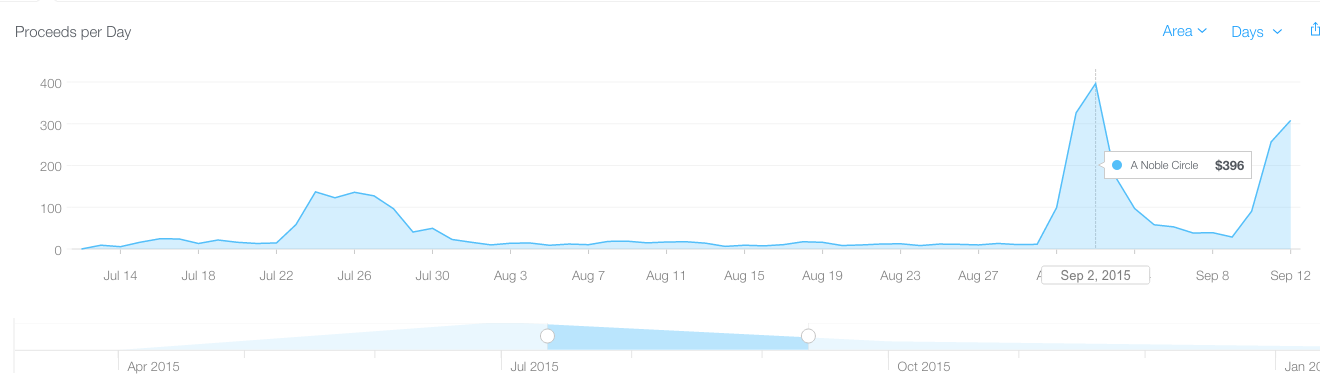 Proceeds per Day
Area Days
400
300
200
100
0
A Noble Circle $396
Jul 14 Jul 18 Jul 22 Jul 26 Jul 30 Aug 3 Aug 7 Aug 11 Aug 15 Aug 19 Aug 23 Aug 27 Sep 2, 2015 Sep 8 Sep 12
Apr 2015 Jul 2015 Oct 2015 Jan 20